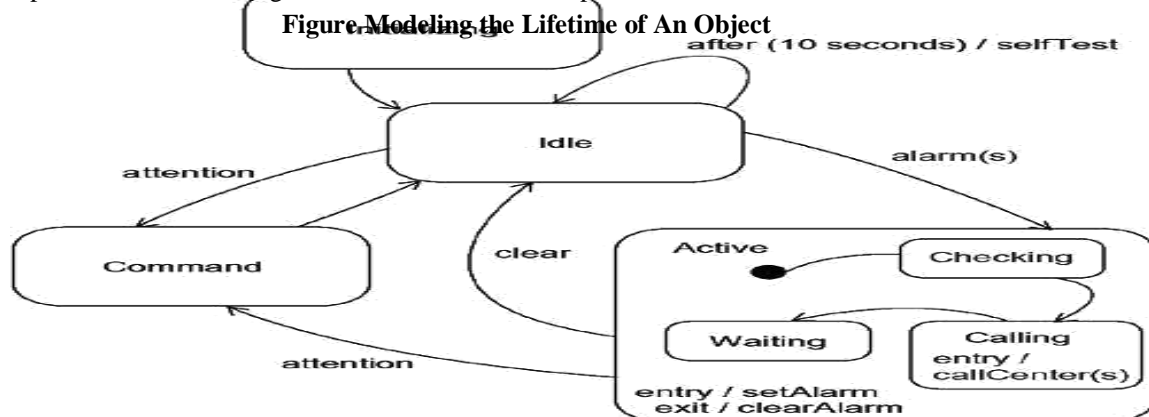 Figure Modeling the Lifetime of An Object
Initializing
after (10 seconds) / selfTest
Idle
attention
alarm(s)
Command
clear
Active
Checking
Waiting
Calling
entry /
callCenter(s)
attention
entry / setAlarm
exit / clearAlarm